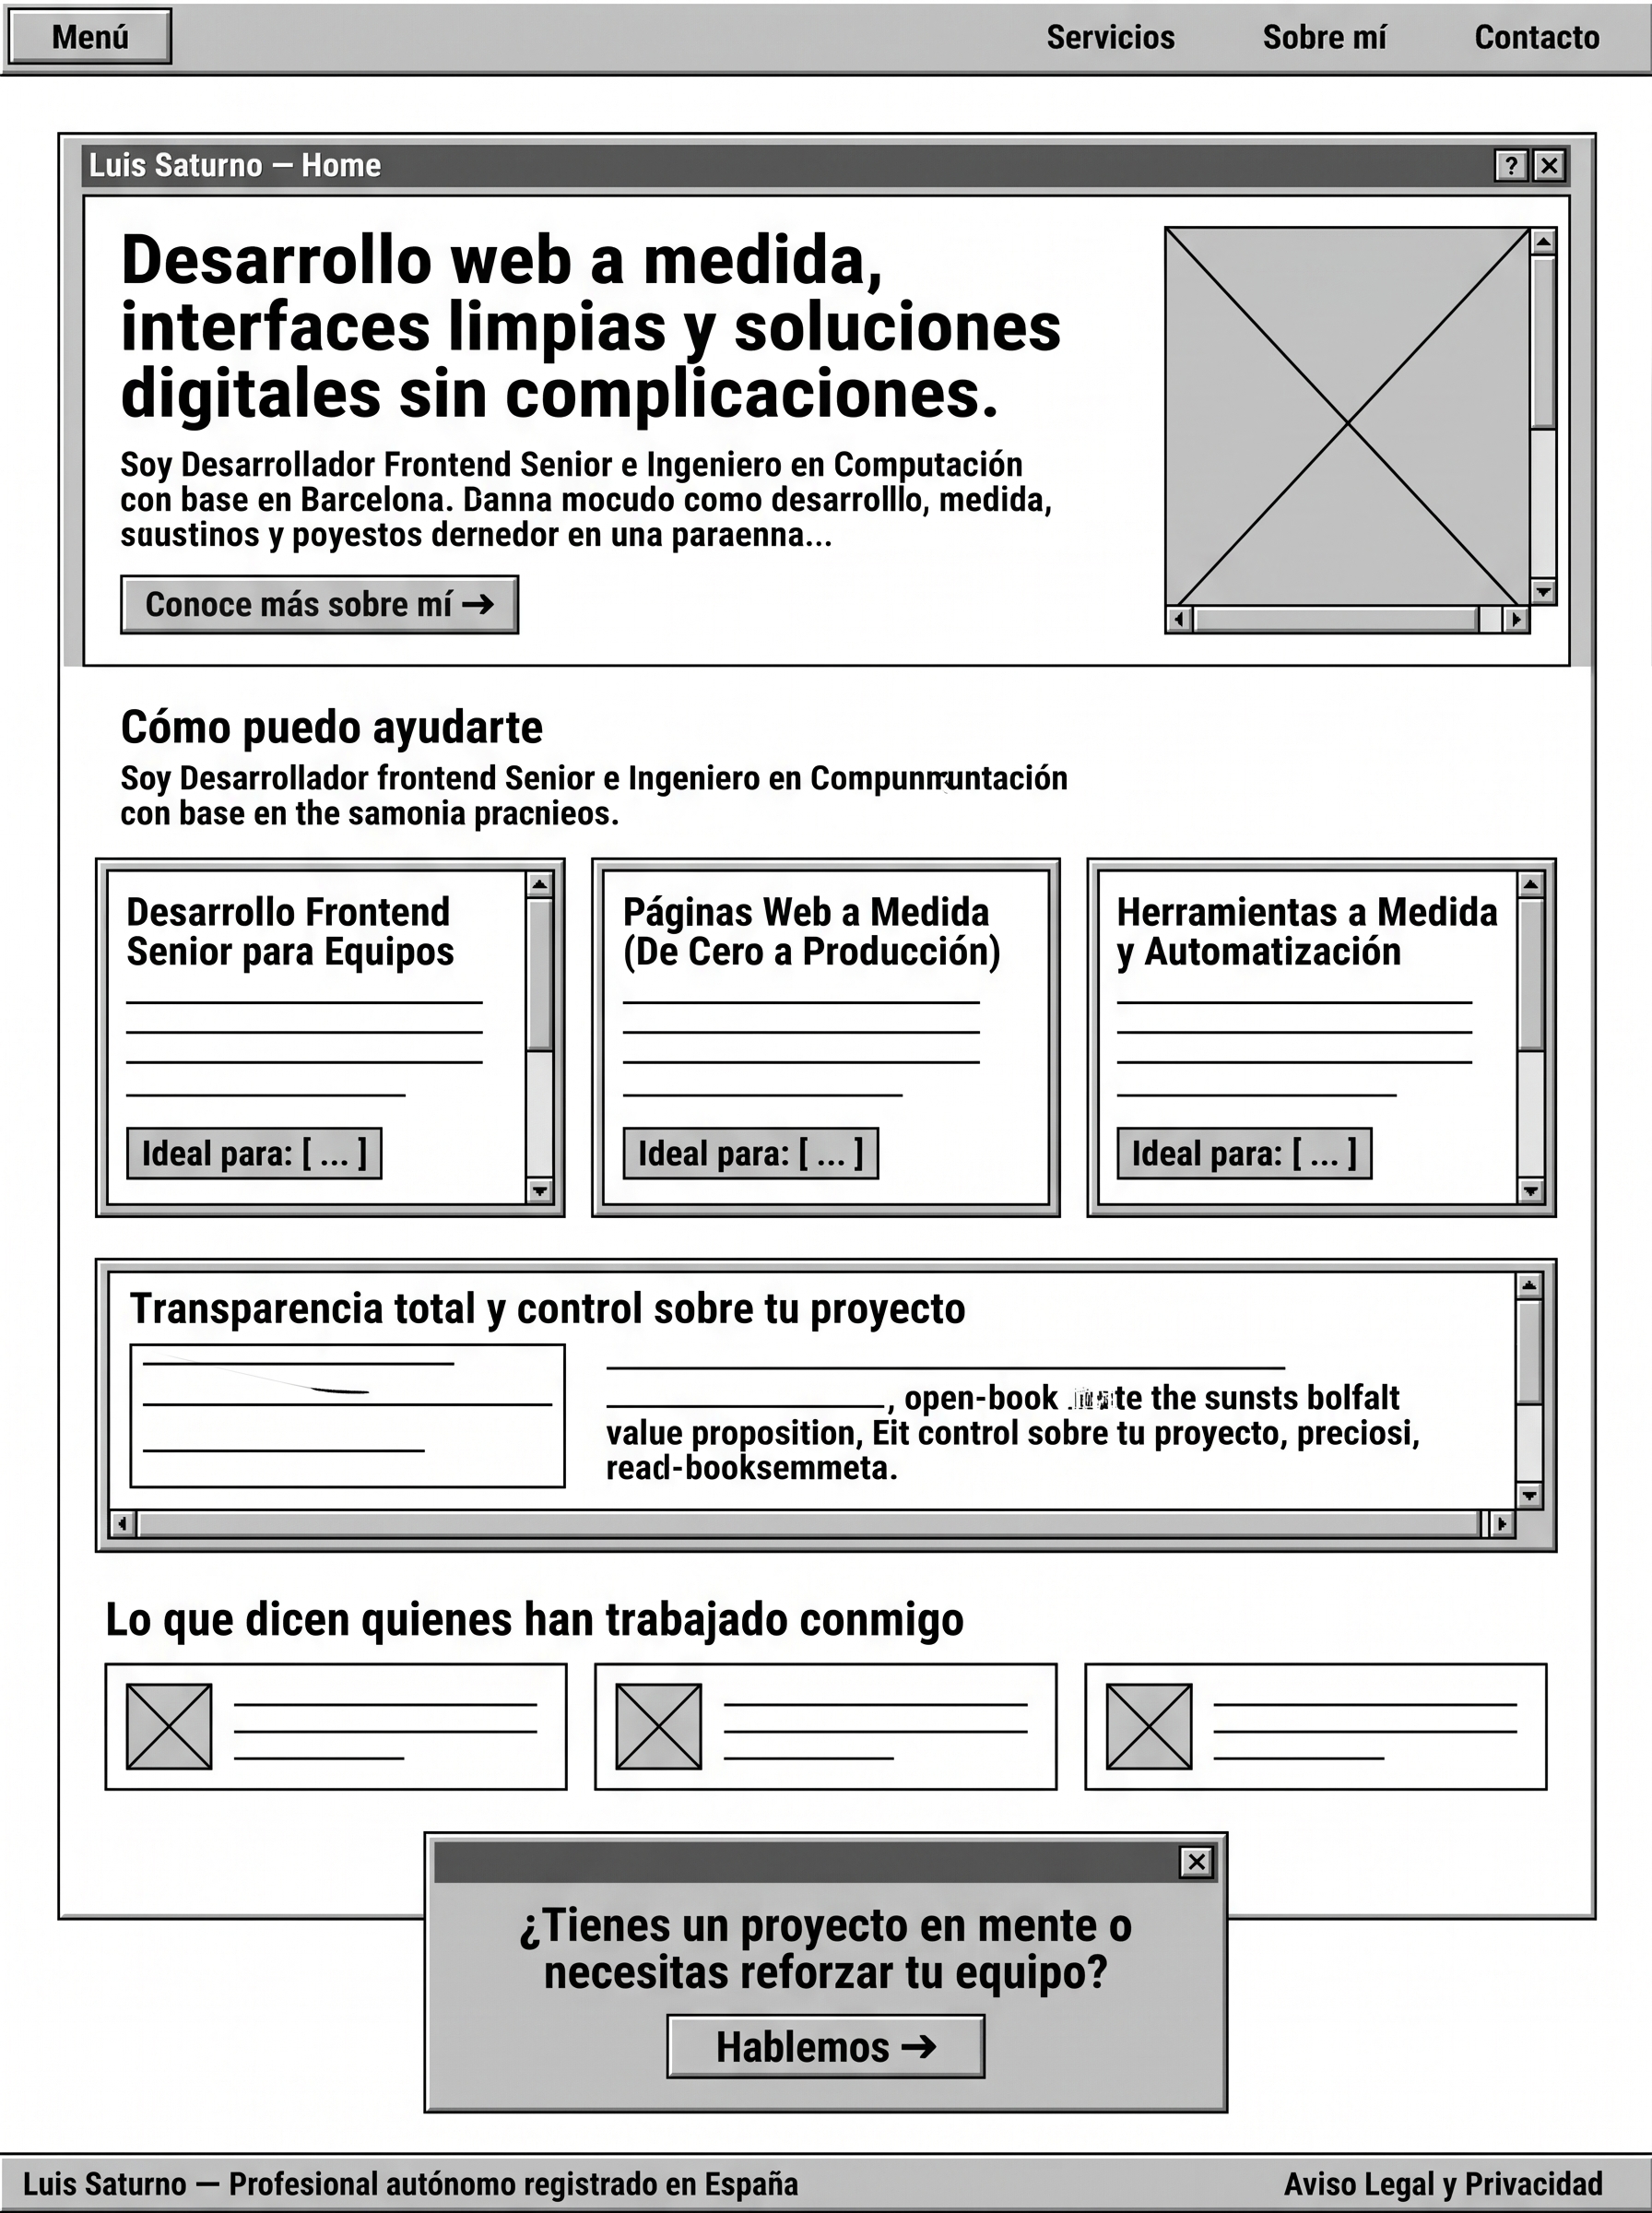 Menú
Servicios
Sobre mí
Contacto
Luis Saturno — Home
?
Desarrollo web a medida,
interfaces limpias y soluciones
digitales sin complicaciones.
Soy Desarrollador Frontend Senior e Ingeniero en Computación
con base en Barcelona. Danna mocudo como desarrolllo, medida,
saustinos y poyestos dernedor en una paraenna...
Conoce más sobre mí →
Cómo puedo ayudarte
Soy Desarrollador frontend Senior e Ingeniero en
con base en the samonia pracnieos.
Desarrollo Frontend
Senior para Equipos
Ideal para: [ ... ]
Páginas Web a Medida
(De Cero a Producción)
Ideal para: [ ... ]
Herramientas a Medida
y Automatización
Ideal para: [ ... ]
Transparencia total y control sobre tu proyecto
, open-book the sunsts bolfalt
value proposition, Eit control sobre tu proyecto, preciosi,
read-booksemmeta.
Lo que dicen quienes han trabajado conmigo
¿Tienes un proyecto en mente o
necesitas reforzar tu equipo?
Hablemos →
Luis Saturno — Profesional autónomo registrado en España
Aviso Legal y Privacidad